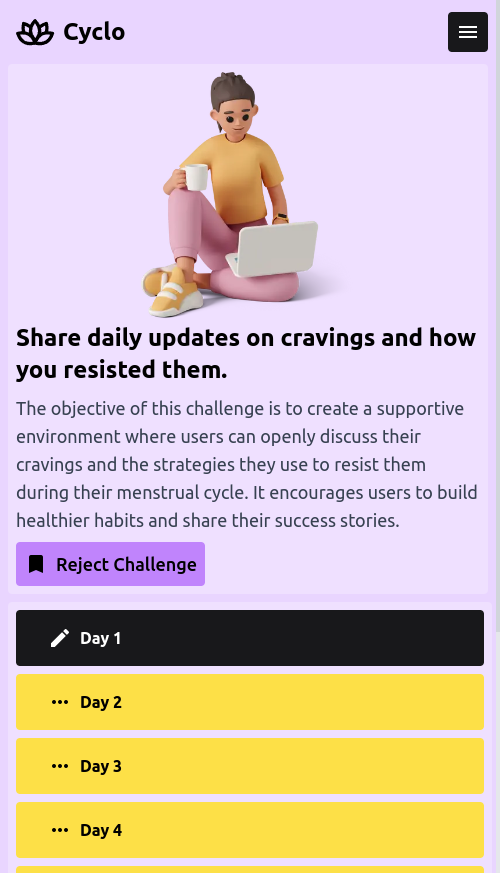 Cyclo
Share daily updates on cravings and how
you resisted them.
The objective of this challenge is to create a supportive
environment where users can openly discuss their
cravings and the strategies they use to resist them
during their menstrual cycle. It encourages users to build
healthier habits and share their success stories.
Reject Challenge
Day 1
Day 2
Day 3
Day 4